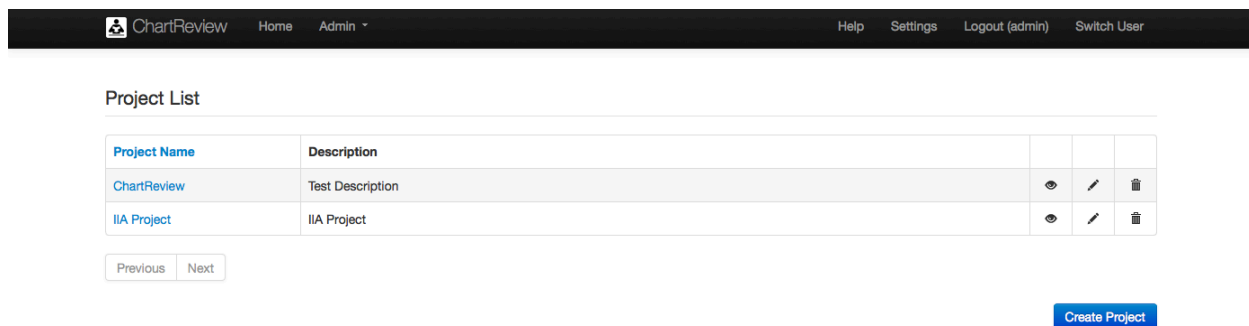 ChartReview Home Admin Help Settings Logout (admin) Switch User
Project List
Project Name Description
ChartReview Test Description
IIA Project IIA Project
Previous Next
Create Project